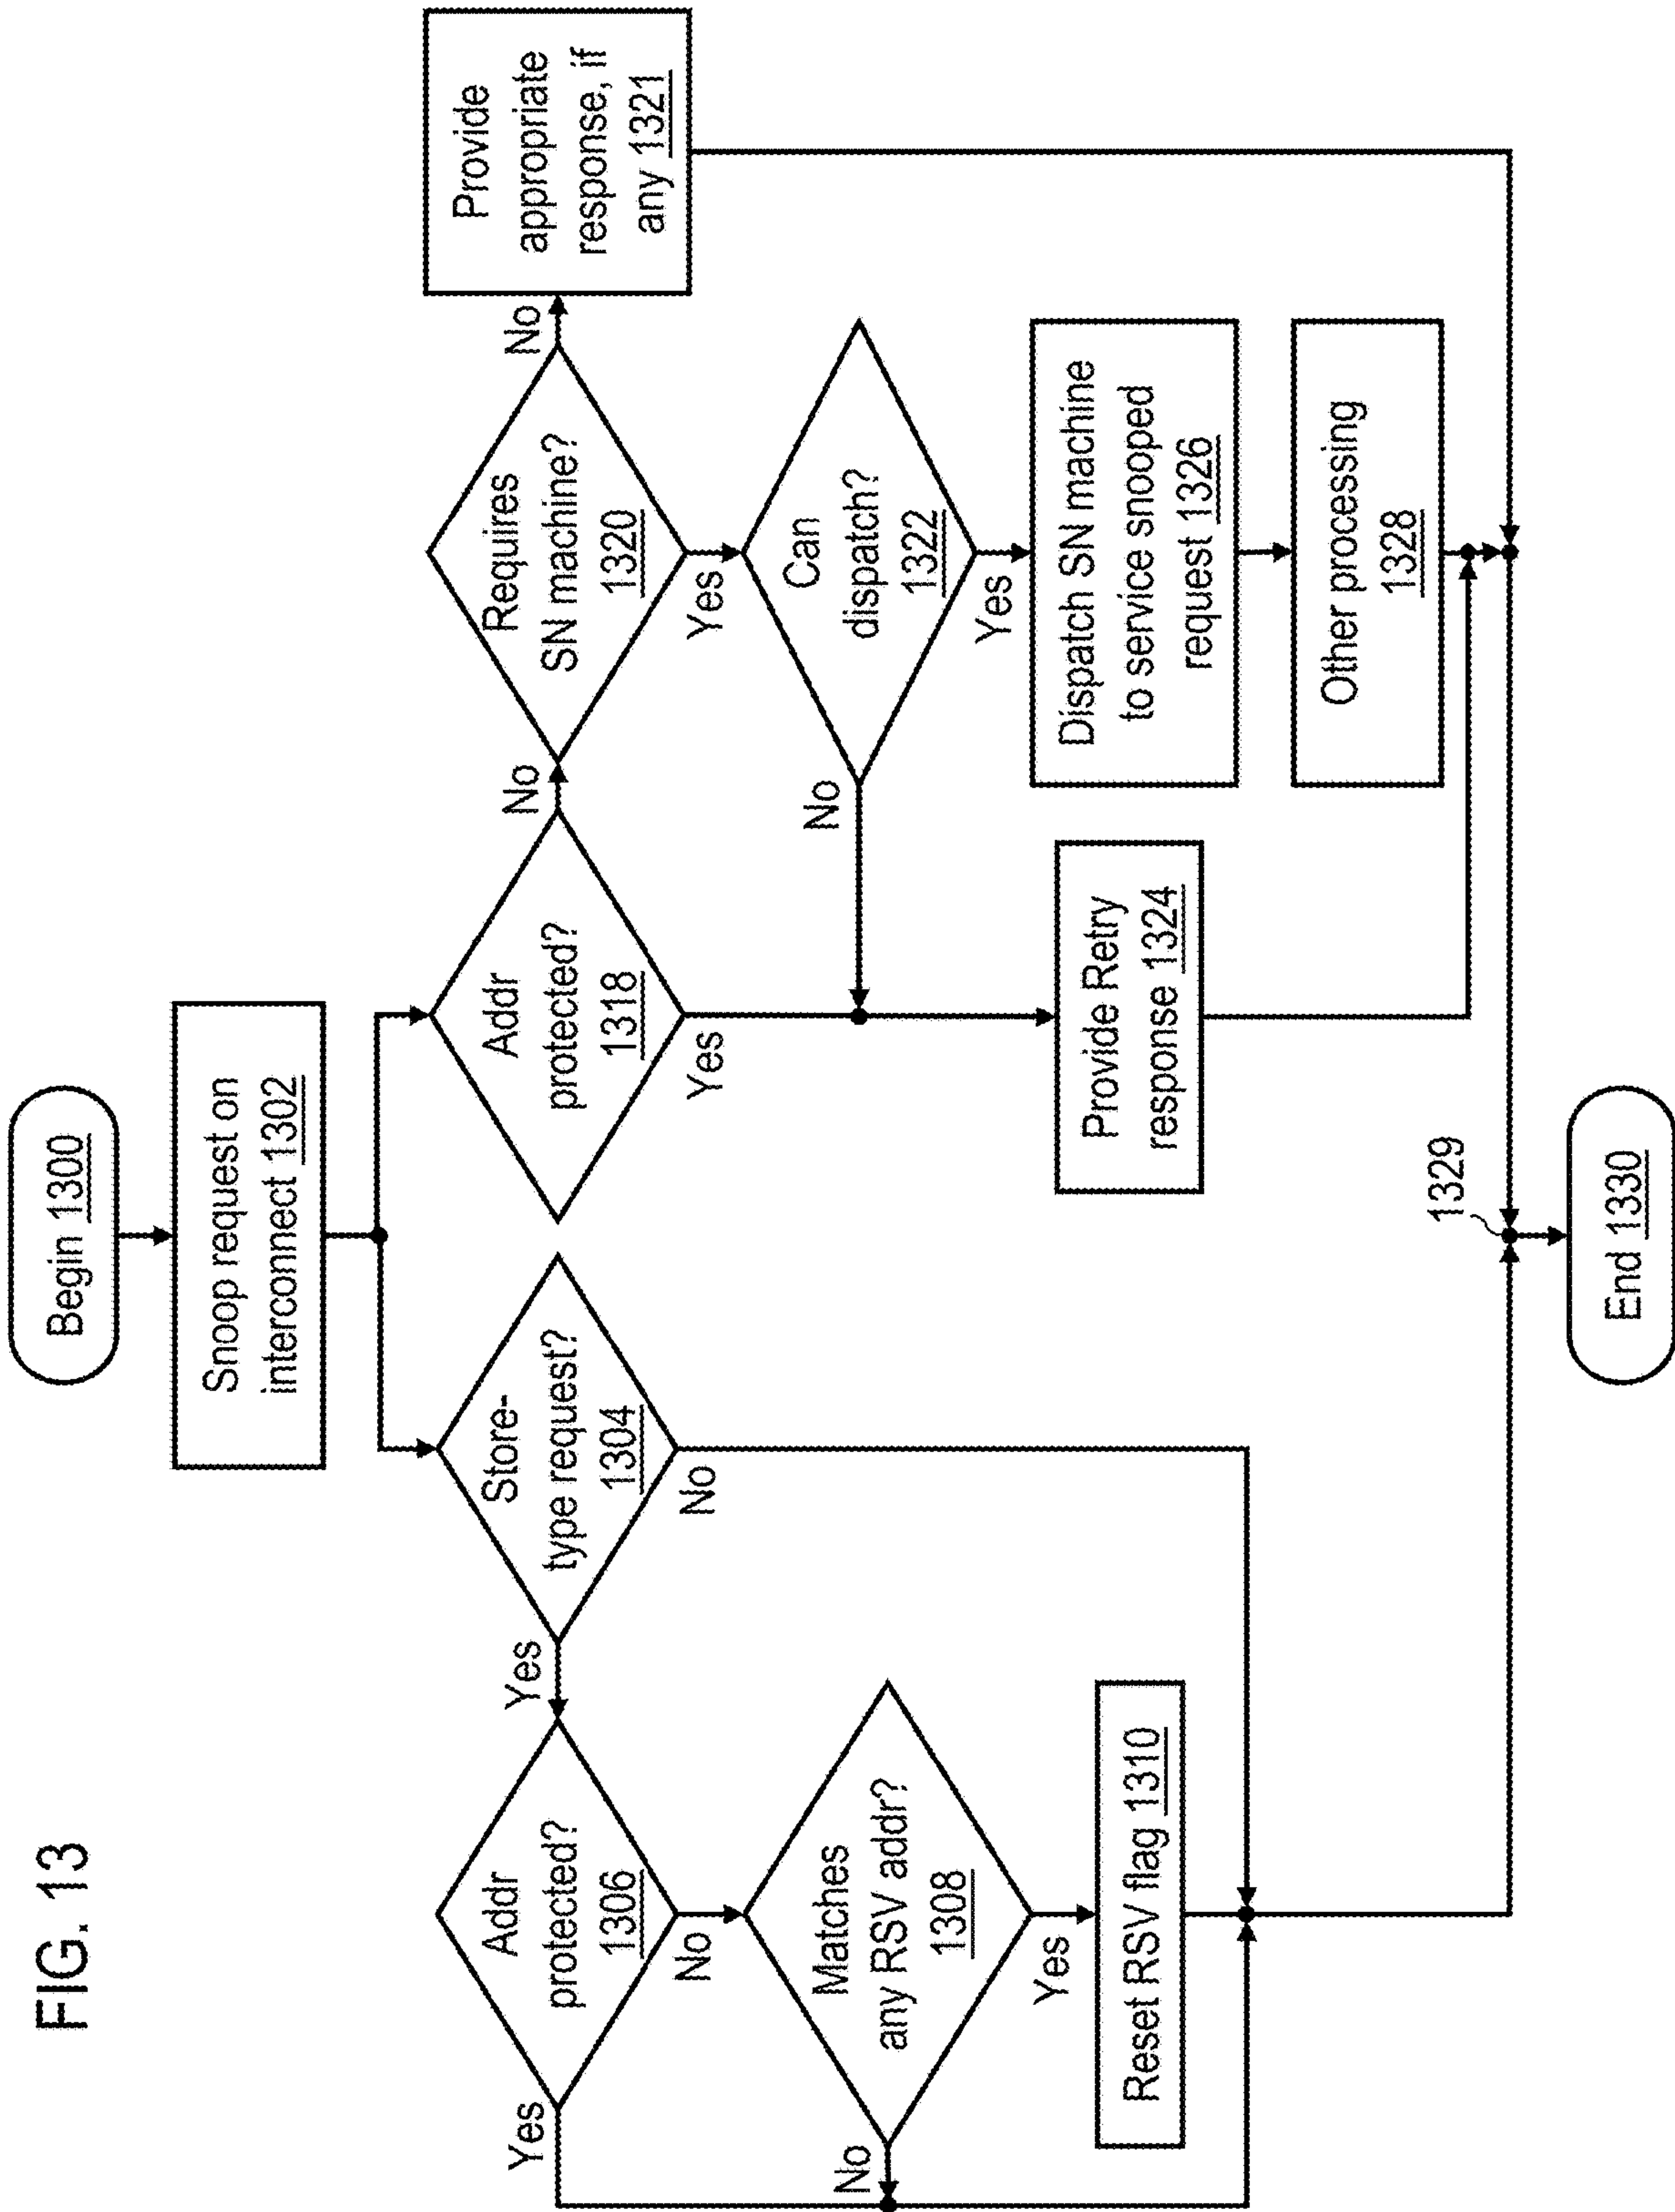 FIG. 13
Begin 1300
Snoop request on
interconnect 1302
Store-
type request?
1304
Yes
No
Addr
protected?
1306
Yes
No
Matches
any RSV addr?
1308
No
Yes
Reset RSV flag 1310
Addr
protected?
1318
No
Yes
Requires
SN machine?
1320
No
Yes
Provide
appropriate
response, if
any 1321
Can
dispatch?
1322
No
Yes
Provide Retry
response 1324
Dispatch SN machine
to service snooped
request 1326
Other processing
1328
1329
End 1330